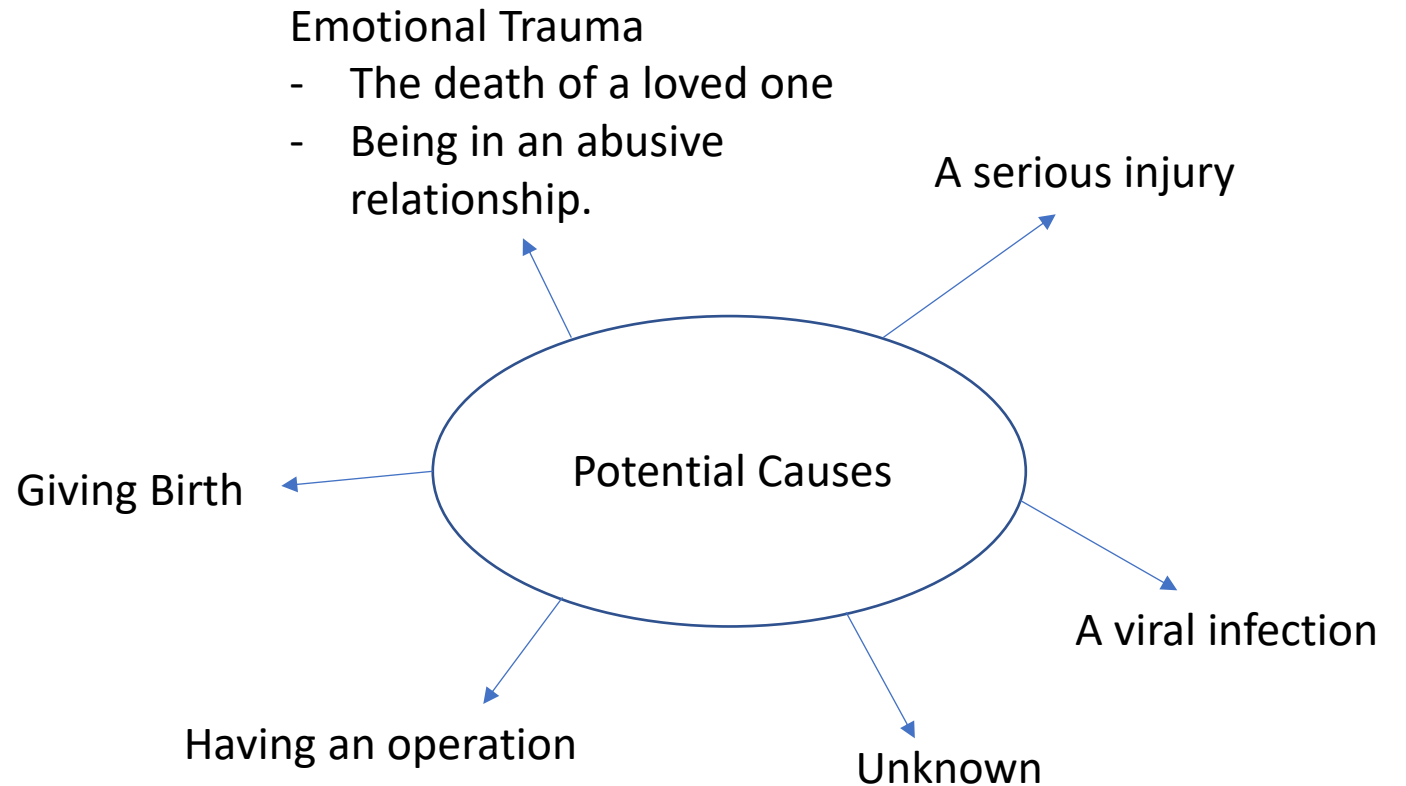 Emotional Trauma
- The death of a loved one
- Being in an abusive
relationship.
A serious injury
Potential Causes
Giving Birth
A viral infection
Having an operation
Unknown